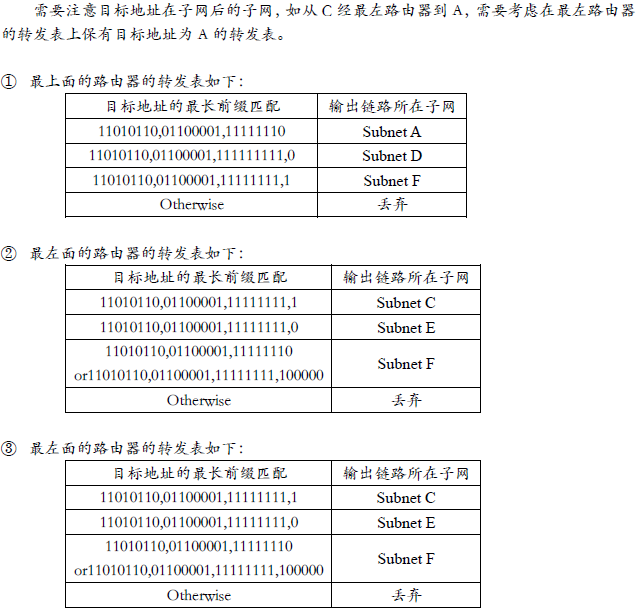 需要注意目标地址在子网后的子网,如从 C 经最左路由器到 A,需要考虑在最左路由器
的转发表上保有目标地址为 A 的转发表。
① 最上面的路由器的转发表如下:
目标地址的最长前缀匹配 输出链路所在子网
11010110,01100001,11111110 Subnet A
11010110,01100001,111111111,0 Subnet D
11010110,01100001,11111111,1 Subnet F
Otherwise 丢弃
② 最左面的路由器的转发表如下:
目标地址的最长前缀匹配 输出链路所在子网
11010110,01100001,11111111,1 Subnet C
11010110,01100001,11111111,0 Subnet E
11010110,01100001,11111110
or11010110,01100001,11111111,100000 Subnet F
Otherwise 丢弃
③ 最左面的路由器的转发表如下:
目标地址的最长前缀匹配 输出链路所在子网
11010110,01100001,11111111,1 Subnet C
11010110,01100001,11111111,0 Subnet E
11010110,01100001,11111110
or11010110,01100001,11111111,100000 Subnet F
Otherwise 丢弃